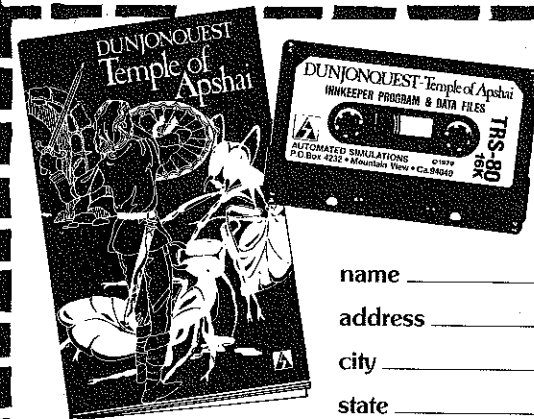 DUNJONQUEST
Temple of
Apshai
DUNJONQUEST-Temple of Apshai
INNKEEPER PROGRAM & DATA FILES
TRS-80
16K
AUTOMATED SIMULATIONS ©1979
P.O.Box 4232 • Mountain View • Ca.94040
name
address
city
state